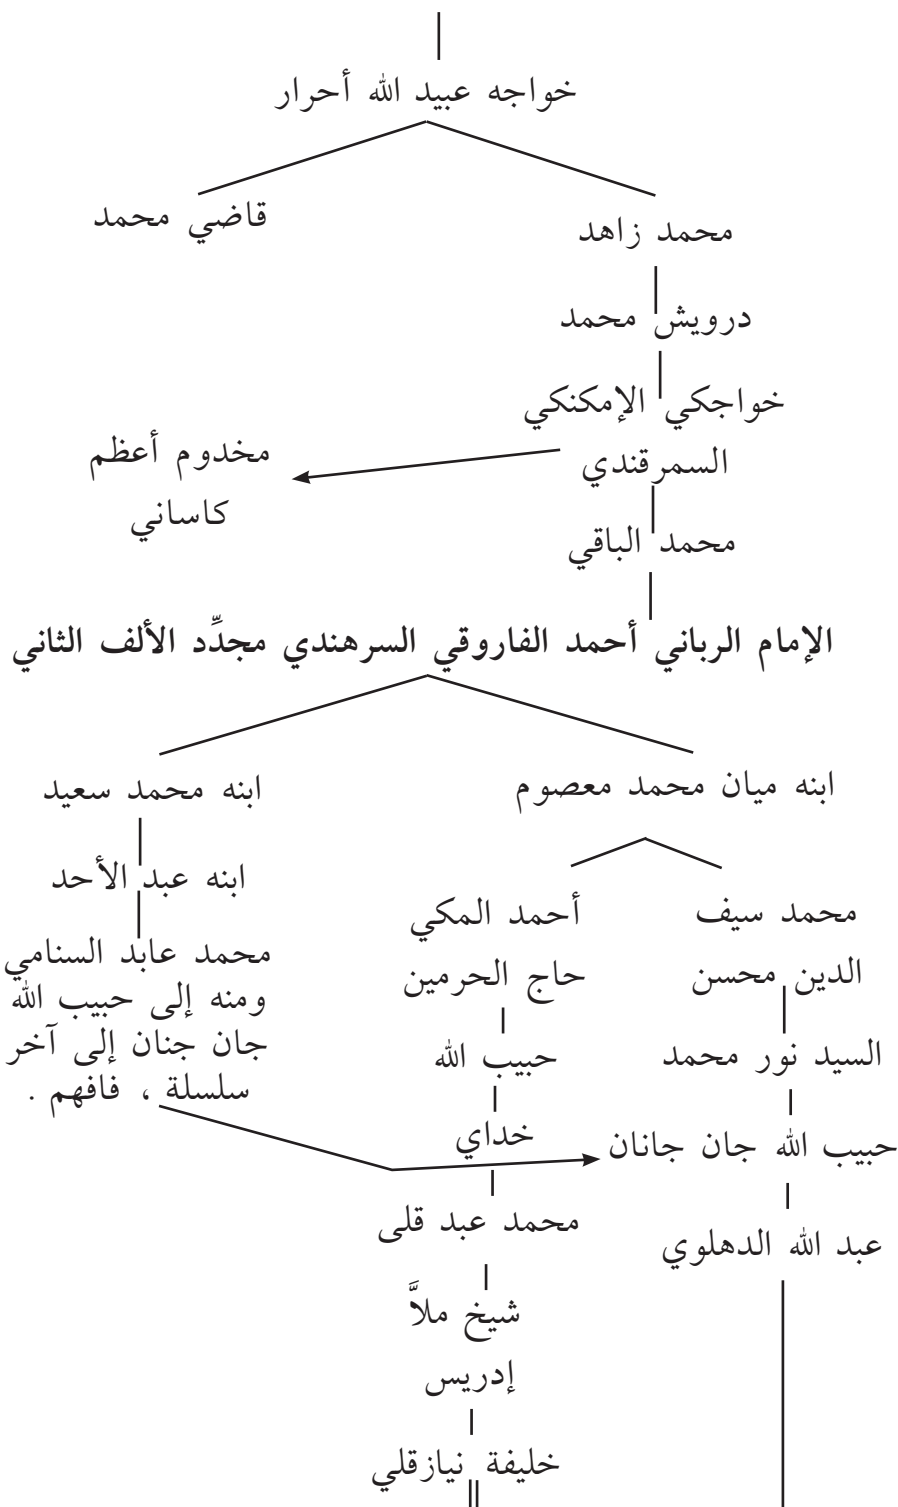 خواجه عبيد الله أحرار
محمد زاهد
قاضي محمد
درويش محمد
خواجكي الإمكنكي
السمرقندي
مخدوم أعظم
كاساني
محمد الباقي
الإمام الرباني أحمد الفاروقي السرهندي مجدِّد الألف الثاني
ابنه ميان محمد معصوم
ابنه محمد سعيد
محمد سيف
الدين محسن
السيد نور محمد
حبيب الله جان جانان
عبد الله الدهلوي
أحمد المكي
حاج الحرمين
حبيب الله
خداي
محمد عبد قلى
شيخ ملاَّ
إدريس
خليفة نيازقلي
ابنه عبد الأحد
محمد عابد السنامي
ومنه إلى حبيب الله
جان جنان إلى آخر
سلسلة ، فافهم .